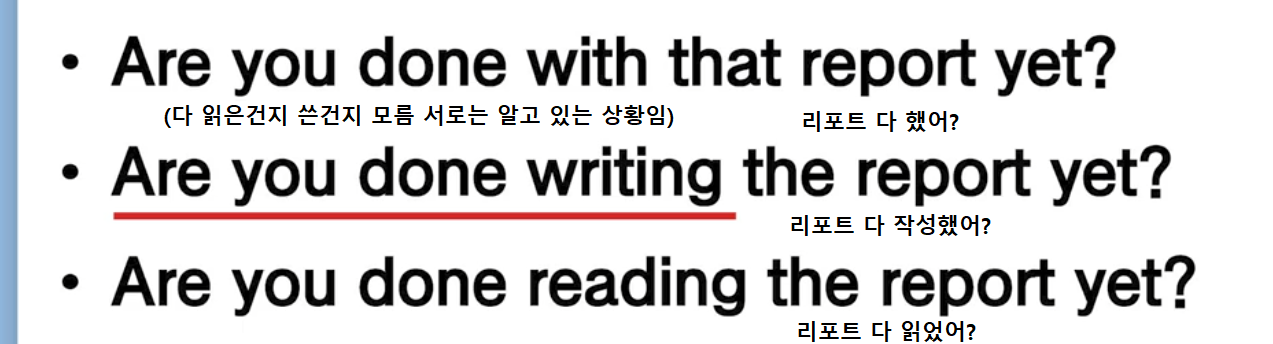 • Are you done with that report yet?
(다 읽은건지 쓴건지 모름 서로는 알고 있는 상황임) 리포트 다 했어?
• Are you done writing the report yet?
리포트 다 작성했어?
• Are you done reading the report yet?
리포트 다 읽었어?